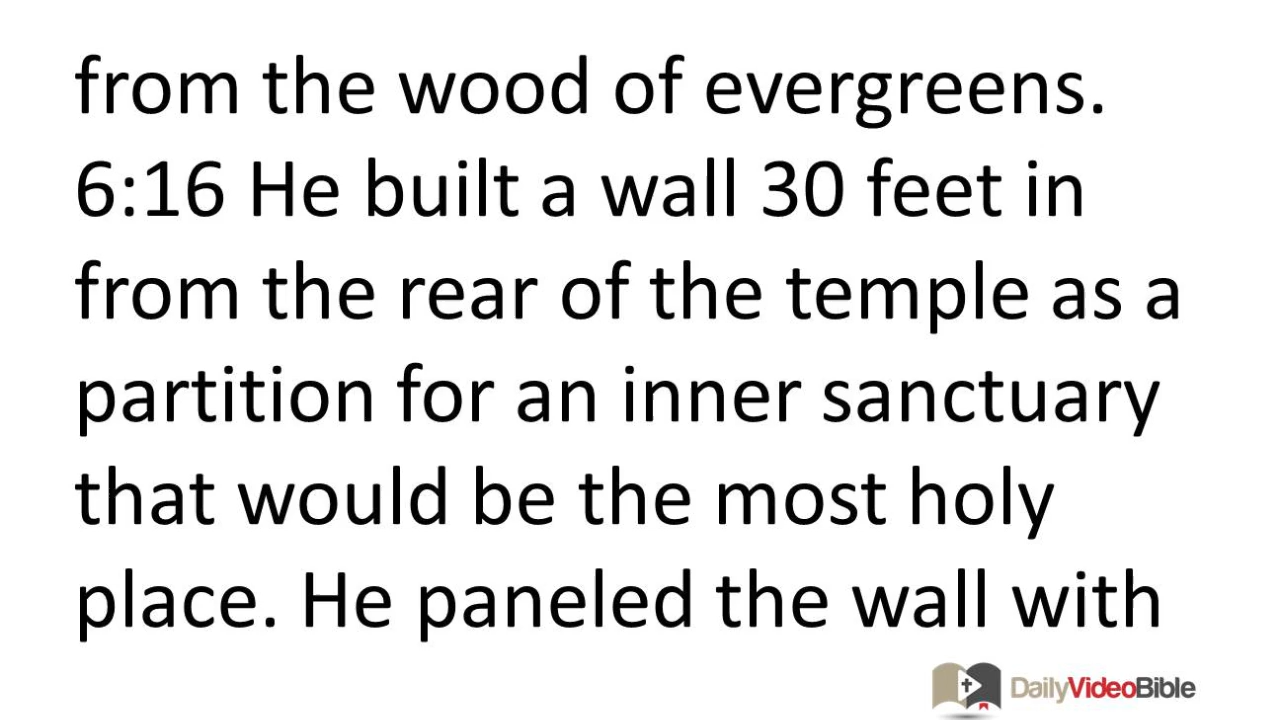 from the wood of evergreens.
6:16 He built a wall 30 feet in
from the rear of the temple as a
partition for an inner sanctuary
that would be the most holy
place. He paneled the wall with
DailyVideoBible